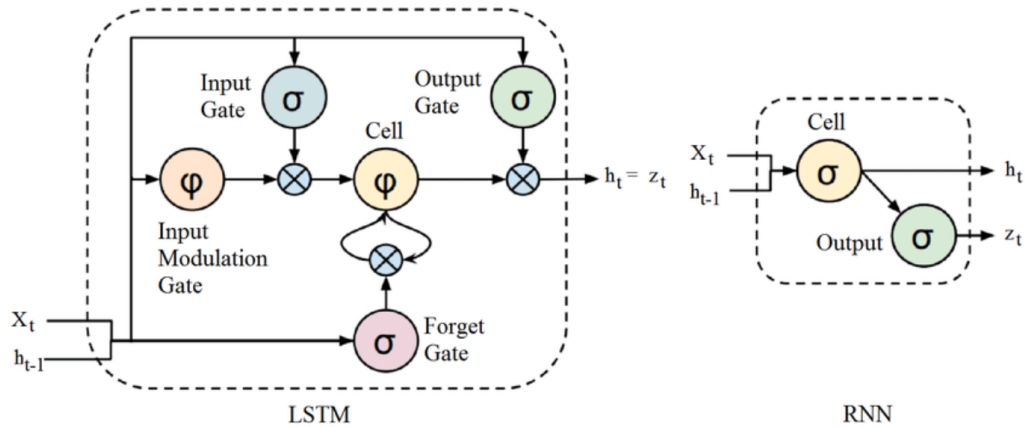 Input
Gate
σ
Output
Gate
σ
Cell
φ
φ
h_t = z_t
Input
Modulation
Gate
X_t
h_t-1
σ
Forget
Gate
LSTM
Cell
X_t
h_t-1
σ
h_t
Output
σ
z_t
RNN